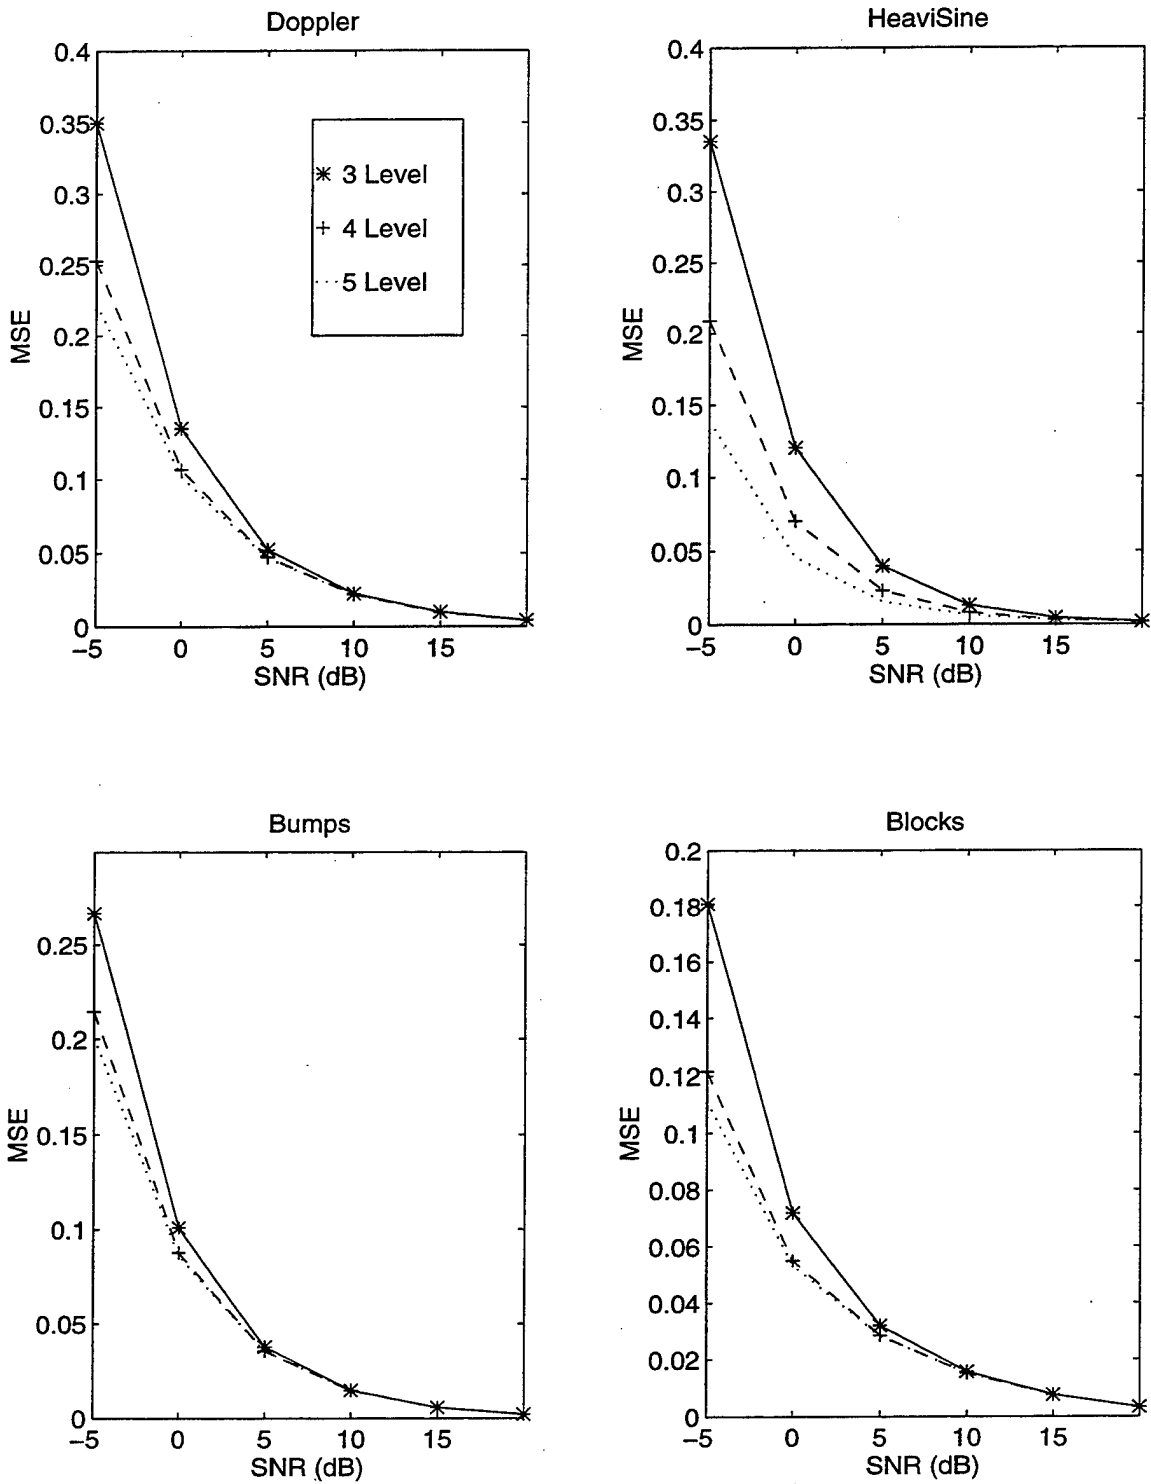 Doppler
0.4
0.35
0.3
0.25
0.2
0.15
0.1
0.05
0
MSE
3 Level
4 Level
5 Level
−5 0 5 10 15
SNR (dB)
HeaviSine
0.4
0.35
0.3
0.25
0.2
0.15
0.1
0.05
0
MSE
−5 0 5 10 15
SNR (dB)
Bumps
0.25
0.2
0.15
0.1
0.05
0
MSE
−5 0 5 10 15
SNR (dB)
Blocks
0.2
0.18
0.16
0.14
0.12
0.1
0.08
0.06
0.04
0.02
0
MSE
−5 0 5 10 15
SNR (dB)